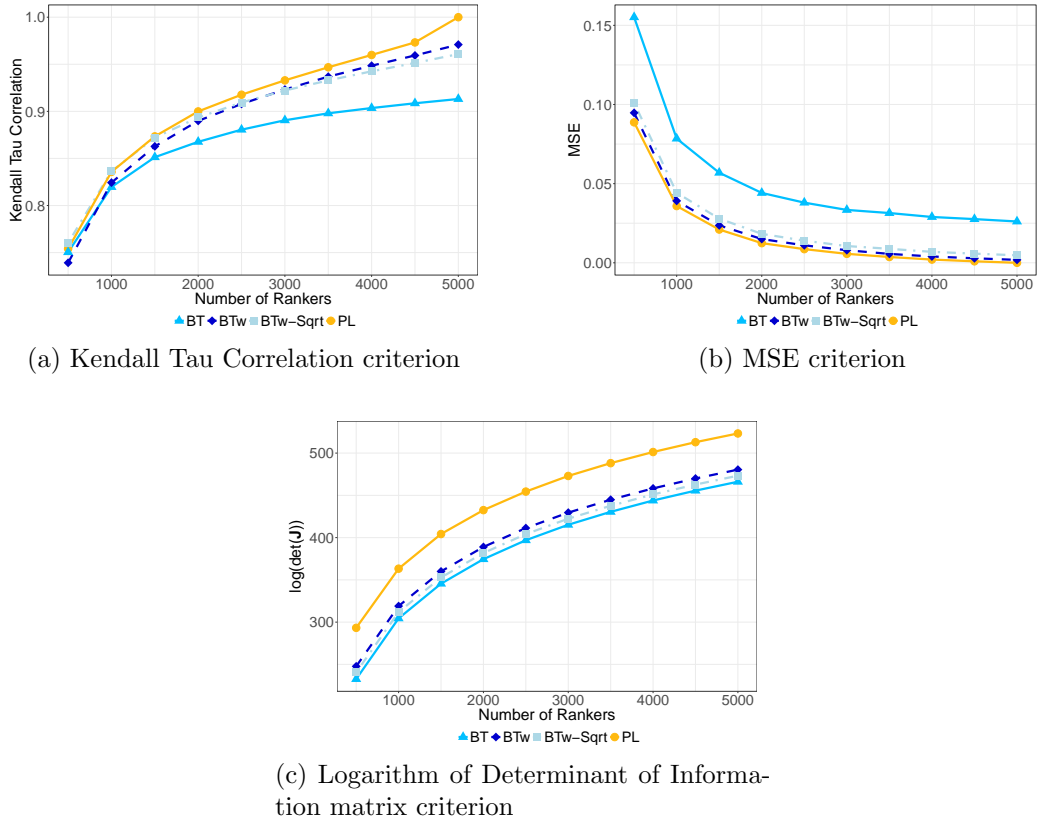 1.0
0.9
0.8
Kendall Tau Correlation
1000 2000 3000 4000 5000
Number of Rankers
BT BTw BTw−Sqrt PL
(a) Kendall Tau Correlation criterion
0.15
0.10
0.05
0.00
MSE
1000 2000 3000 4000 5000
Number of Rankers
BT BTw BTw−Sqrt PL
(b) MSE criterion
500
400
300
log(det(J))
1000 2000 3000 4000 5000
Number of Rankers
BT BTw BTw−Sqrt PL
(c) Logarithm of Determinant of Informa-
tion matrix criterion